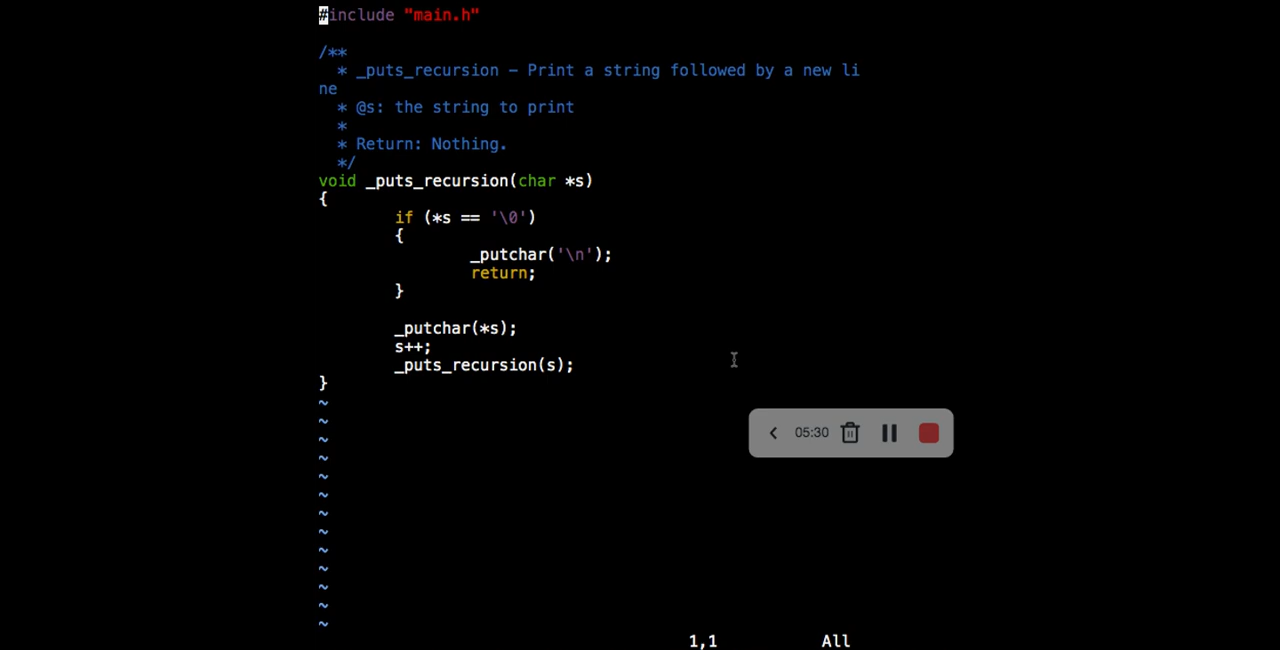 #include "main.h"
/**
* _puts_recursion – Print a string followed by a new li
ne
* @s: the string to print
*
* Return: Nothing.
*/
void _puts_recursion(char *s)
{
if (*s == '\0')
{
_putchar('\n');
return;
}
_putchar(*s);
s++;
_puts_recursion(s);
}
~
~
~
05:30
~
~
~
~
~
~
~
~
~
~
1,1 All